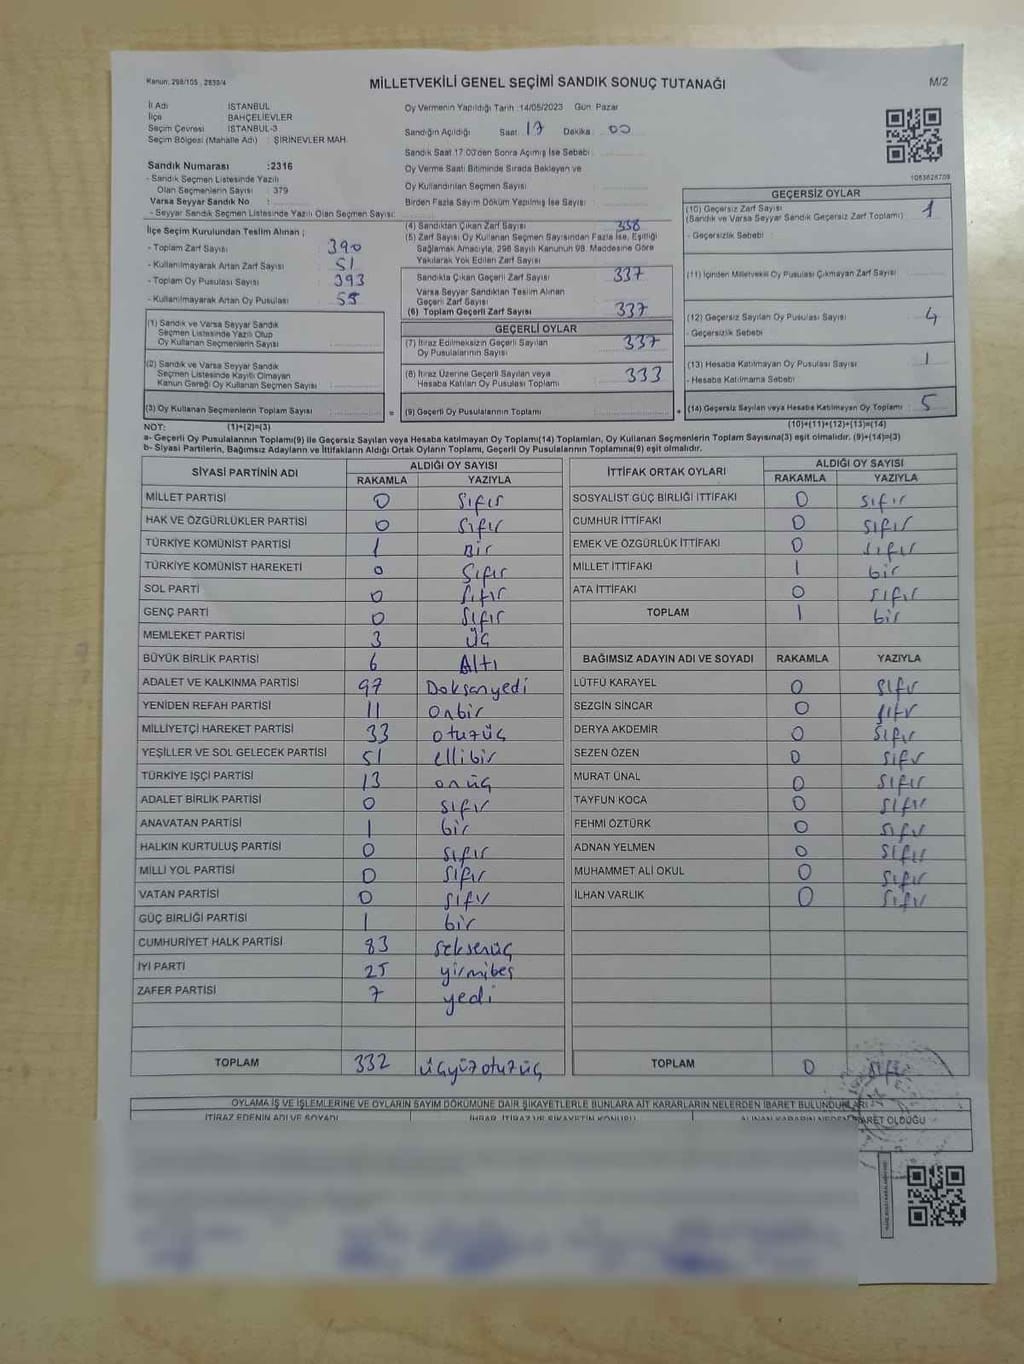 Kanun: 298/105 , 2839/4
MİLLETVEKİLİ GENEL SEÇİMİ SANDIK SONUÇ TUTANAĞI
M/2
İl Adı İSTANBUL
İlçe BAHÇELİEVLER
Seçim Çevresi İSTANBUL-3
Seçim Bölgesi (Mahalle Adı) : ŞİRİNEVLER MAH.
Sandık Numarası :2316
- Sandık Seçmen Listesinde Yazılı
Olan Seçmenlerin Sayısı : 379
Varsa Seyyar Sandık No
- Seyyar Sandık Seçmen Listesinde Yazılı Olan Seçmen Sayısı:
Oy Vermenin Yapıldığı Tarih :14/05/2023 Gün: Pazar
Sandığın Açıldığı Saat 17 Dakika : 00
Sandık Saat 17:00'den Sonra Açılmış İse Sebebi
Oy Verme Saati Bitiminde Sırada Bekleyen ve
Oy Kullandırılan Seçmen Sayısı
Birden Fazla Sayım Döküm Yapılmış İse Sayısı :
1063628709
İlçe Seçim Kurulundan Teslim Alınan ;
- Toplam Zarf Sayısı 390
- Kullanılmayarak Artan Zarf Sayısı 51
- Toplam Oy Pusulası Sayısı 393
- Kullanılmayarak Artan Oy Pusulası 55
(1) Sandık ve Varsa Seyyar Sandık
Seçmen Listesinde Yazılı Olup
Oy Kullanan Seçmenlerin Sayısı
(2) Sandık ve Varsa Seyyar Sandık
Seçmen Listesinde Kayıtlı Olmayan
Kanun Gereği Oy Kullanan Seçmen Sayısı
(3) Oy Kullanan Seçmenlerin Toplam Sayısı =
(4) Sandıktan Çıkan Zarf Sayısı 338
(5) Zarf Sayısı Oy Kullanan Seçmen Sayısından Fazla İse, Eşitliği
Sağlamak Amacıyla, 298 Sayılı Kanunun 98. Maddesine Göre
Yakılarak Yok Edilen Zarf Sayısı
Sandıkta Çıkan Geçerli Zarf Sayısı 337
Varsa Seyyar Sandıktan Teslim Alınan
Geçerli Zarf Sayısı
(6) Toplam Geçerli Zarf Sayısı 337
GEÇERLİ OYLAR
(7) İtiraz Edilmeksizin Geçerli Sayılan
Oy Pusulalarının Sayısı 337
(8) İtiraz Üzerine Geçerli Sayılan veya
Hesaba Katılan Oy Pusulası Toplamı 333
(9) Geçerli Oy Pusulalarının Toplamı +
GEÇERSİZ OYLAR
(10) Geçersiz Zarf Sayısı
(Sandık ve Varsa Seyyar Sandık Geçersiz Zarf Toplamı) 1
- Geçersizlik Sebebi :
(11) İçinden Milletvekili Oy Pusulası Çıkmayan Zarf Sayısı
(12) Geçersiz Sayılan Oy Pusulası Sayısı 4
- Geçersizlik Sebebi
(13) Hesaba Katılmayan Oy Pusulası Sayısı 1
- Hesaba Katılmama Sebebi
(14) Geçersiz Sayılan veya Hesaba Katılmayan Oy Toplamı 5
NOT: (1)+(2)=(3) (10)+(11)+(12)+(13)=(14)
a- Geçerli Oy Pusulalarının Toplamı(9) ile Geçersiz Sayılan veya Hesaba katılmayan Oy Toplamı(14) Toplamları, Oy Kullanan Seçmenlerin Toplam Sayısına(3) eşit olmalıdır. (9)+(14)=(3)
b- Siyasi Partilerin, Bağımsız Adayların ve İttifakların Aldığı Ortak Oyların Toplamı, Geçerli Oy Pusulalarının Toplamına(9) eşit olmalıdır.
SİYASİ PARTİNİN ADI ALDIĞI OY SAYISI
RAKAMLA YAZIYLA
MİLLET PARTİSİ 0 Sıfır
HAK VE ÖZGÜRLÜKLER PARTİSİ 0 Sıfır
TÜRKİYE KOMÜNİST PARTİSİ 1 Bir
TÜRKİYE KOMÜNİST HAREKETİ 0 Sıfır
SOL PARTİ 0 Sıfır
GENÇ PARTİ 0 Sıfır
MEMLEKET PARTİSİ 3 Üç
BÜYÜK BİRLİK PARTİSİ 6 Altı
ADALET VE KALKINMA PARTİSİ 97 Doksanyedi
YENİDEN REFAH PARTİSİ 11 Onbir
MİLLİYETÇİ HAREKET PARTİSİ 33 otuzüç
YEŞİLLER VE SOL GELECEK PARTİSİ 51 ellibir
TÜRKİYE İŞÇİ PARTİSİ 13 onüç
ADALET BİRLİK PARTİSİ 0 sıfır
ANAVATAN PARTİSİ 1 bir
HALKIN KURTULUŞ PARTİSİ 0 sıfır
MİLLİ YOL PARTİSİ 0 sıfır
VATAN PARTİSİ 0 sıfır
GÜÇ BİRLİĞİ PARTİSİ 1 bir
CUMHURİYET HALK PARTİSİ 83 seksenüç
İYİ PARTİ 25 yirmibeş
ZAFER PARTİSİ 7 yedi
TOPLAM 332 üçyüzotuzüç
İTTİFAK ORTAK OYLARI ALDIĞI OY SAYISI
RAKAMLA YAZIYLA
SOSYALİST GÜÇ BİRLİĞİ İTTİFAKI 0 sıfır
CUMHUR İTTİFAKI 0 sıfır
EMEK VE ÖZGÜRLÜK İTTİFAKI 0 sıfır
MİLLET İTTİFAKI 1 bir
ATA İTTİFAKI 0 sıfır
TOPLAM 1 bir
BAĞIMSIZ ADAYIN ADI VE SOYADI RAKAMLA YAZIYLA
LÜTFÜ KARAYEL 0 sıfır
SEZGİN SİNCAR 0 sıfır
DERYA AKDEMİR 0 sıfır
SEZEN ÖZEN 0 sıfır
MURAT ÜNAL 0 sıfır
TAYFUN KOCA 0 sıfır
FEHMİ ÖZTÜRK 0 sıfır
ADNAN YELMEN 0 sıfır
MUHAMMET ALİ OKUL 0 sıfır
İLHAN VARLIK 0 sıfır
TOPLAM 0 sıfır
OYLAMA İŞ VE İŞLEMLERİNE VE OYLARIN SAYIM DÖKÜMÜNE DAİR ŞİKAYETLERLE BUNLARA AİT KARARLARIN NELERDEN İBARET BULUNDUKLARI
İTİRAZ EDENİN ADI VE SOYADI İHBAR, İTİRAZ VE ŞİKAYETİN KONUSU ALINAN KARARIN NEDEN İBARET OLDUĞU